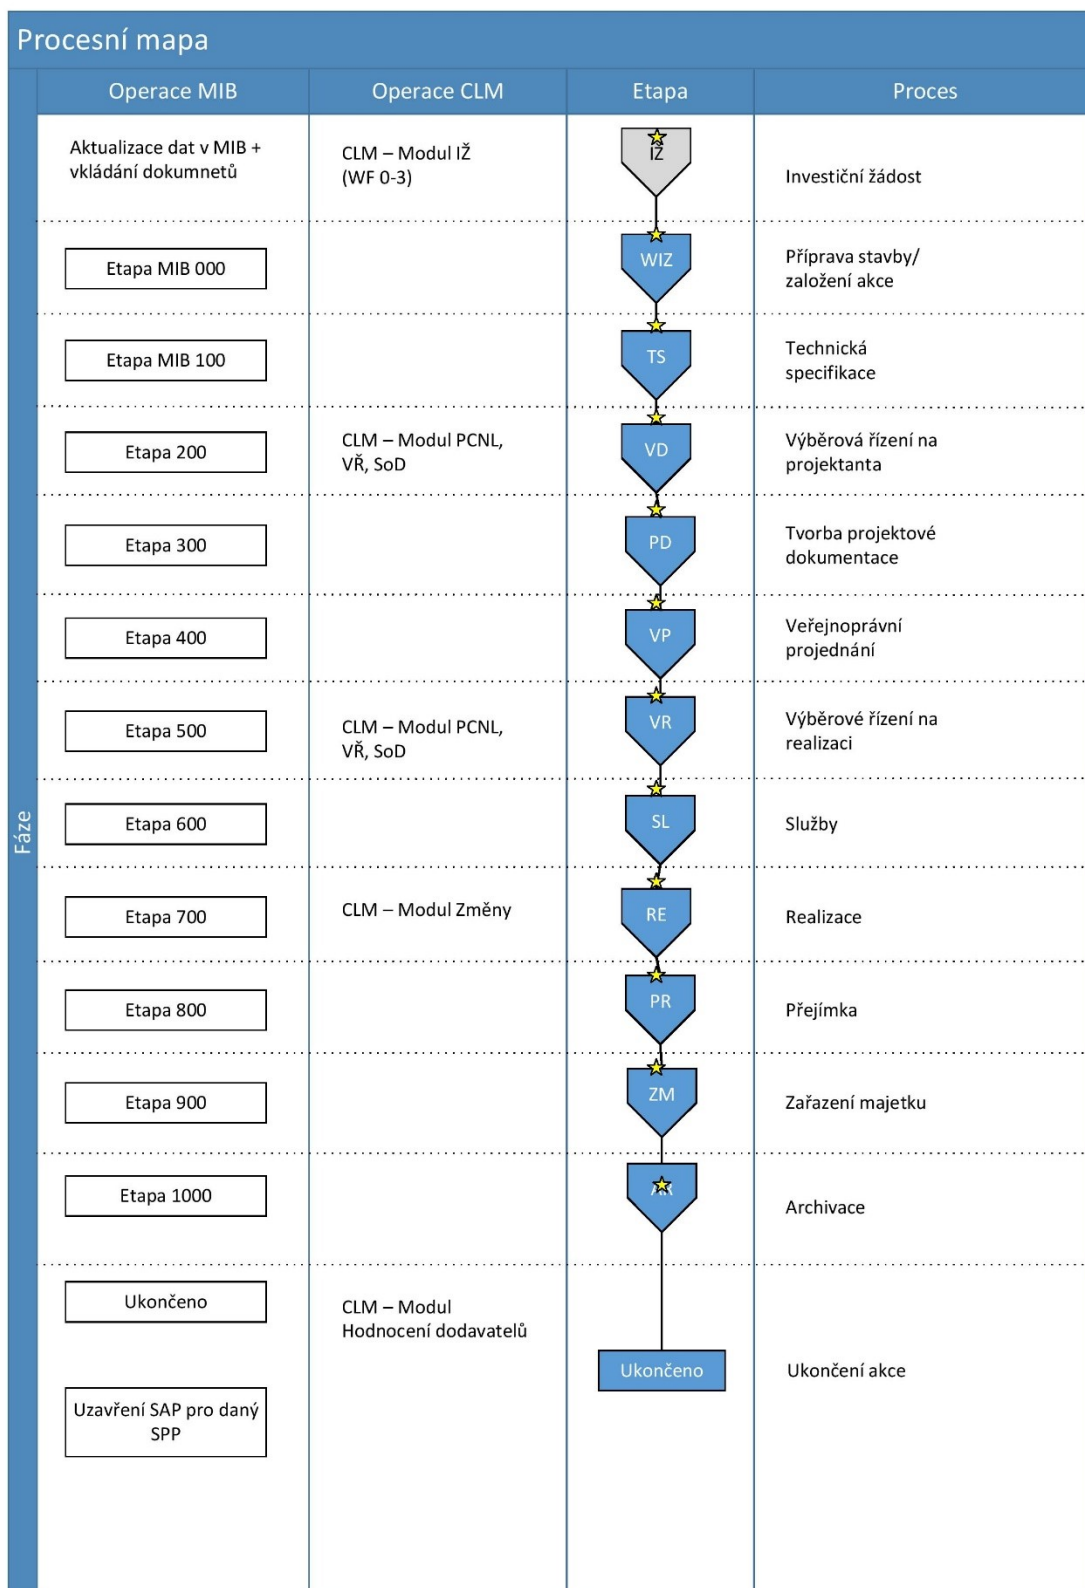 Procesní mapa
Operace MIB
Operace CLM
Etapa
Proces
Fáze
Aktualizace dat v MIB +
vkládání dokumnetů
CLM – Modul IŽ
(WF 0-3)
IŽ
Investiční žádost
Etapa MIB 000
WIZ
Příprava stavby/
založení akce
Etapa MIB 100
TS
Technická
specifikace
Etapa 200
CLM – Modul PCNL,
VŘ, SoD
VD
Výběrová řízení na
projektanta
Etapa 300
PD
Tvorba projektové
dokumentace
Etapa 400
VP
Veřejnoprávní
projednání
Etapa 500
CLM – Modul PCNL,
VŘ, SoD
VR
Výběrové řízení na
realizaci
Etapa 600
SL
Služby
Etapa 700
CLM – Modul Změny
RE
Realizace
Etapa 800
PR
Přejímka
Etapa 900
ZM
Zařazení majetku
Etapa 1000
Archivace
Ukončeno
CLM – Modul
Hodnocení dodavatelů
Ukončeno
Ukončení akce
Uzavření SAP pro daný
SPP